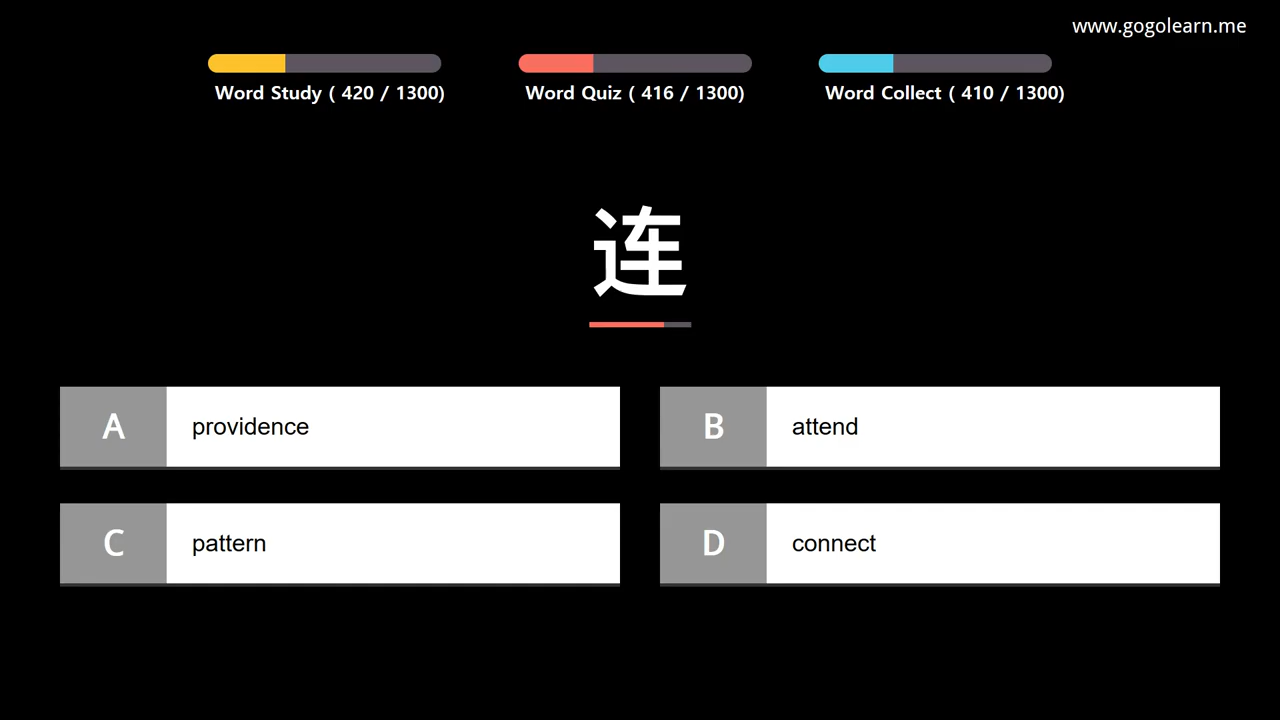 www.gogolearn.me
Word Study ( 420 / 1300)
Word Quiz ( 416 / 1300)
Word Collect ( 410 / 1300)
连
A providence
B attend
C pattern
D connect